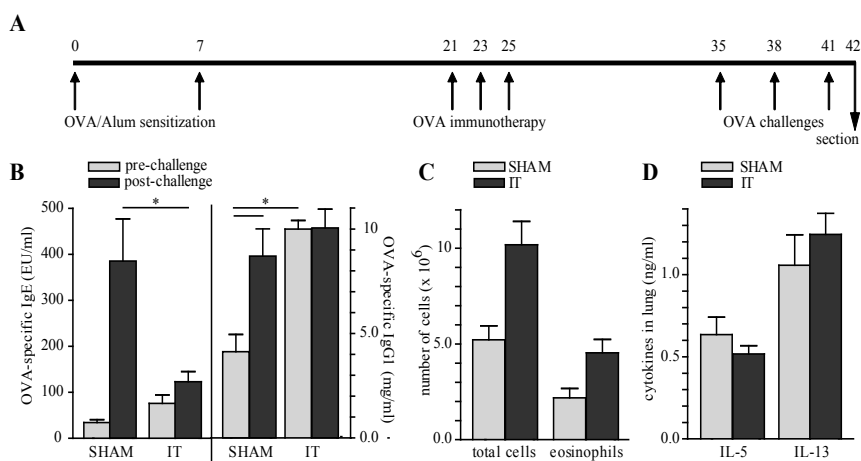 A
0 7 21 23 25 35 38 41 42
OVA/Alum sensitization OVA immunotherapy OVA challenges
section
B
pre-challenge
post-challenge
* *
OVA-specific IgE (EU/ml)
500
400
300
200
100
0
OVA-specific IgG1 (mg/ml)
10
5.0
0.0
SHAM IT SHAM IT
C
SHAM
IT
number of cells (x 10⁶)
10
5.0
0.0
total cells eosinophils
D
SHAM
IT
cytokines in lung (ng/ml)
1.0
0.5
0.0
IL-5 IL-13